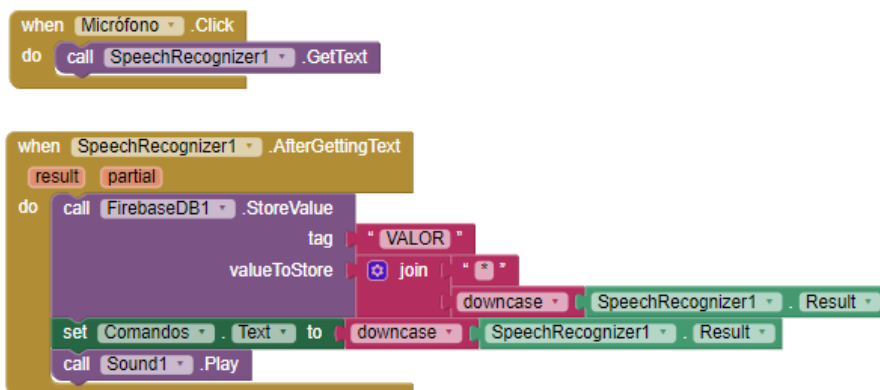 when Micrófono .Click
do call SpeechRecognizer1 .GetText
when SpeechRecognizer1 .AfterGettingText
result partial
do call FirebaseDB1 .StoreValue
tag " VALOR "
valueToStore join " * "
downcase SpeechRecognizer1 . Result
set Comandos . Text to downcase SpeechRecognizer1 . Result
call Sound1 .Play